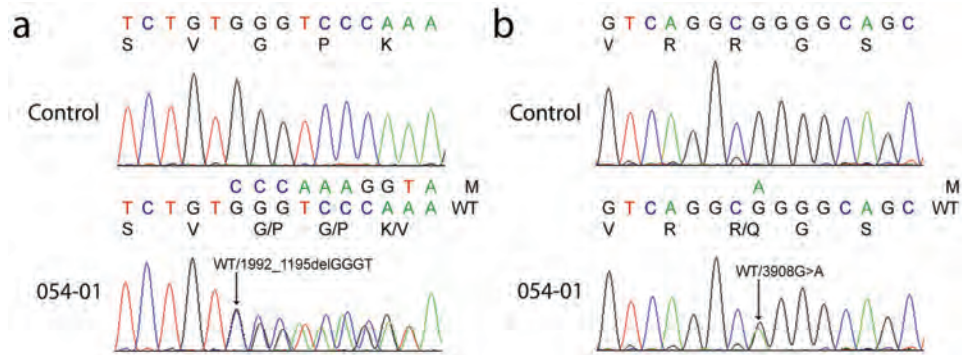 a
T C T G T G G G T C C C A A A
S V G P K
Control
C C C A A A G G T A M
T C T G T G G G T C C C A A A WT
S V G/P G/P K/V
WT/1992_1195delGGGT
054-01
b
G T C A G G C G G G G C A G C
V R R G S
Control
A M
G T C A G G C G G G G C A G C WT
V R R/Q G S
WT/3908G>A
054-01